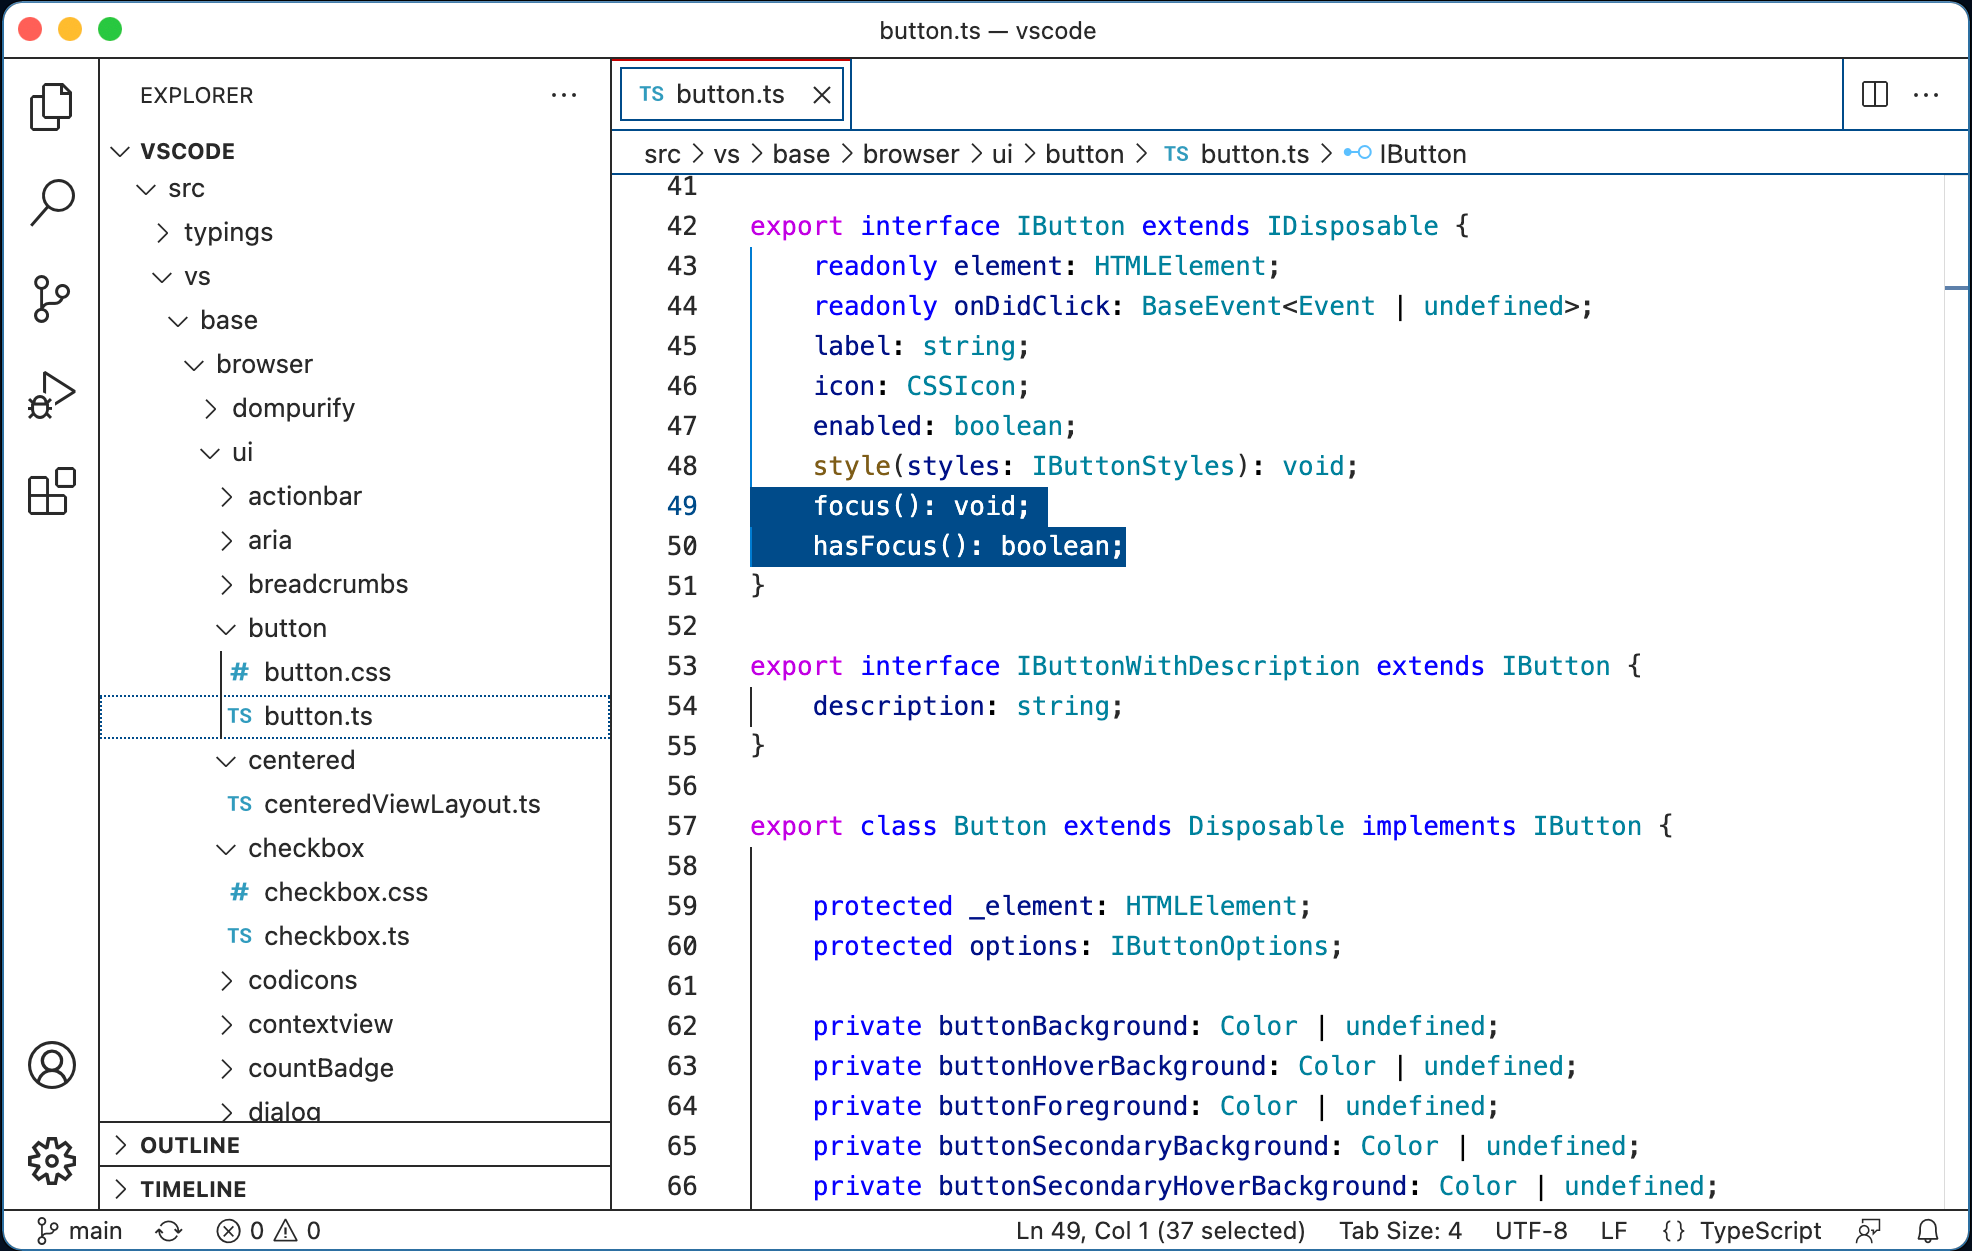 button.ts — vscode
EXPLORER
VSCODE
src
typings
vs
base
browser
dompurify
ui
actionbar
aria
breadcrumbs
button
# button.css
TS button.ts
centered
TS centeredViewLayout.ts
checkbox
# checkbox.css
TS checkbox.ts
codicons
contextview
countBadge
dialog
OUTLINE
TIMELINE
TS button.ts
src > vs > base > browser > ui > button > TS button.ts > IButton
41
42 export interface IButton extends IDisposable {
43 readonly element: HTMLElement;
44 readonly onDidClick: BaseEvent<Event | undefined>;
45 label: string;
46 icon: CSSIcon;
47 enabled: boolean;
48 style(styles: IButtonStyles): void;
49 focus(): void;
50 hasFocus(): boolean;
51 }
52
53 export interface IButtonWithDescription extends IButton {
54 description: string;
55 }
56
57 export class Button extends Disposable implements IButton {
58
59 protected _element: HTMLElement;
60 protected options: IButtonOptions;
61
62 private buttonBackground: Color | undefined;
63 private buttonHoverBackground: Color | undefined;
64 private buttonForeground: Color | undefined;
65 private buttonSecondaryBackground: Color | undefined;
66 private buttonSecondaryHoverBackground: Color | undefined;
main 0 0 Ln 49, Col 1 (37 selected) Tab Size: 4 UTF-8 LF {} TypeScript